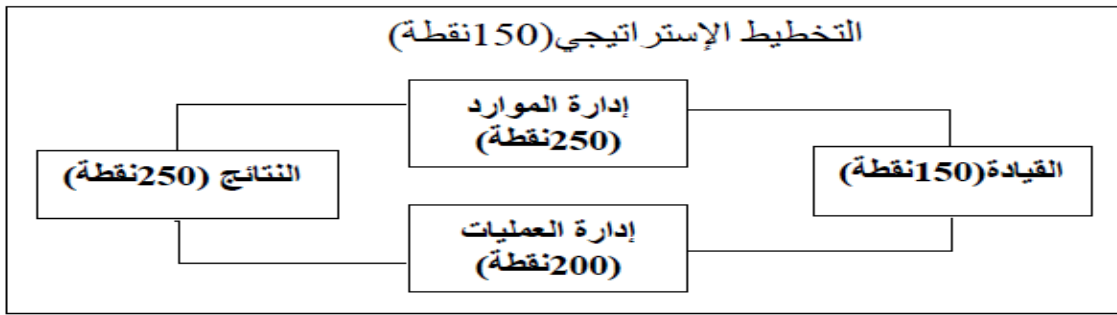 التخطيط الإستراتيجي(150نقطة)
إدارة الموارد
(250نقطة)
القيادة(150نقطة)
النتائج (250نقطة)
إدارة العمليات
(200نقطة)